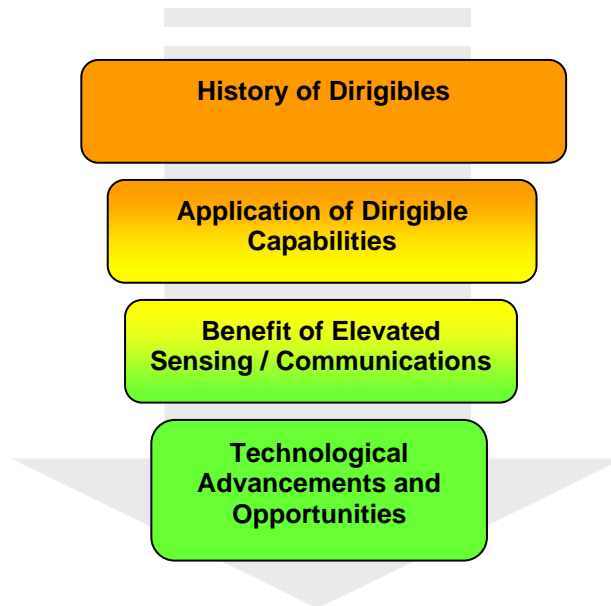 History of Dirigibles
Application of Dirigible
Capabilities
Benefit of Elevated
Sensing / Communications
Technological
Advancements and
Opportunities